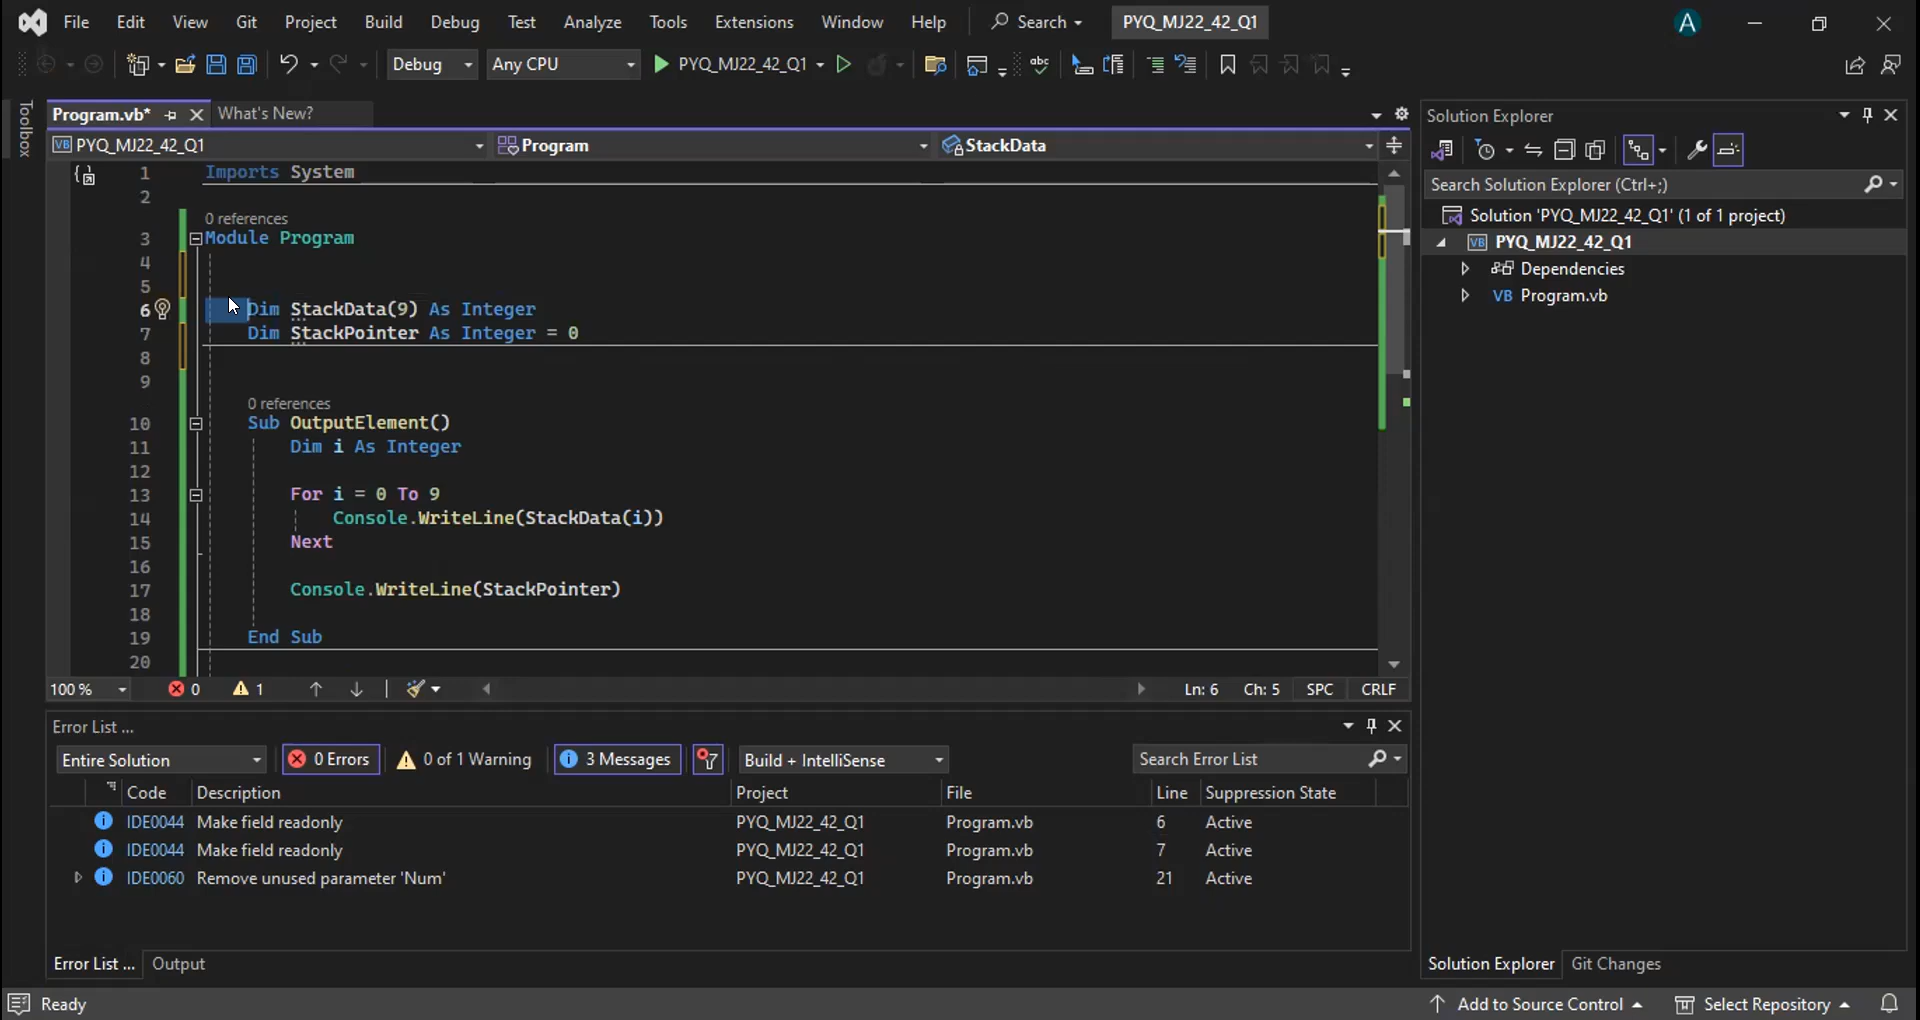 File Edit View Git Project Build Debug Test Analyze Tools Extensions Window Help Search PYQ_MJ22_42_Q1 A
Debug Any CPU PYQ_MJ22_42_Q1 abc
Toolbox
Program.vb* What's New?
VB PYQ_MJ22_42_Q1 Program StackData
1 Imports System
2
0 references
3 Module Program
4
5
6 Dim StackData(9) As Integer
7 Dim StackPointer As Integer = 0
8
9
0 references
10 Sub OutputElement()
11 Dim i As Integer
12
13 For i = 0 To 9
14 Console.WriteLine(StackData(i))
15 Next
16
17 Console.WriteLine(StackPointer)
18
19 End Sub
20
100 % 0 1 Ln: 6 Ch: 5 SPC CRLF
Error List ...
Entire Solution 0 Errors 0 of 1 Warning 3 Messages Build + IntelliSense Search Error List
Code Description Project File Line Suppression State
IDE0044 Make field readonly PYQ_MJ22_42_Q1 Program.vb 6 Active
IDE0044 Make field readonly PYQ_MJ22_42_Q1 Program.vb 7 Active
IDE0060 Remove unused parameter 'Num' PYQ_MJ22_42_Q1 Program.vb 21 Active
Error List ... Output
Solution Explorer
Search Solution Explorer (Ctrl+;)
Solution 'PYQ_MJ22_42_Q1' (1 of 1 project)
VB PYQ_MJ22_42_Q1
Dependencies
VB Program.vb
Solution Explorer Git Changes
Ready Add to Source Control Select Repository